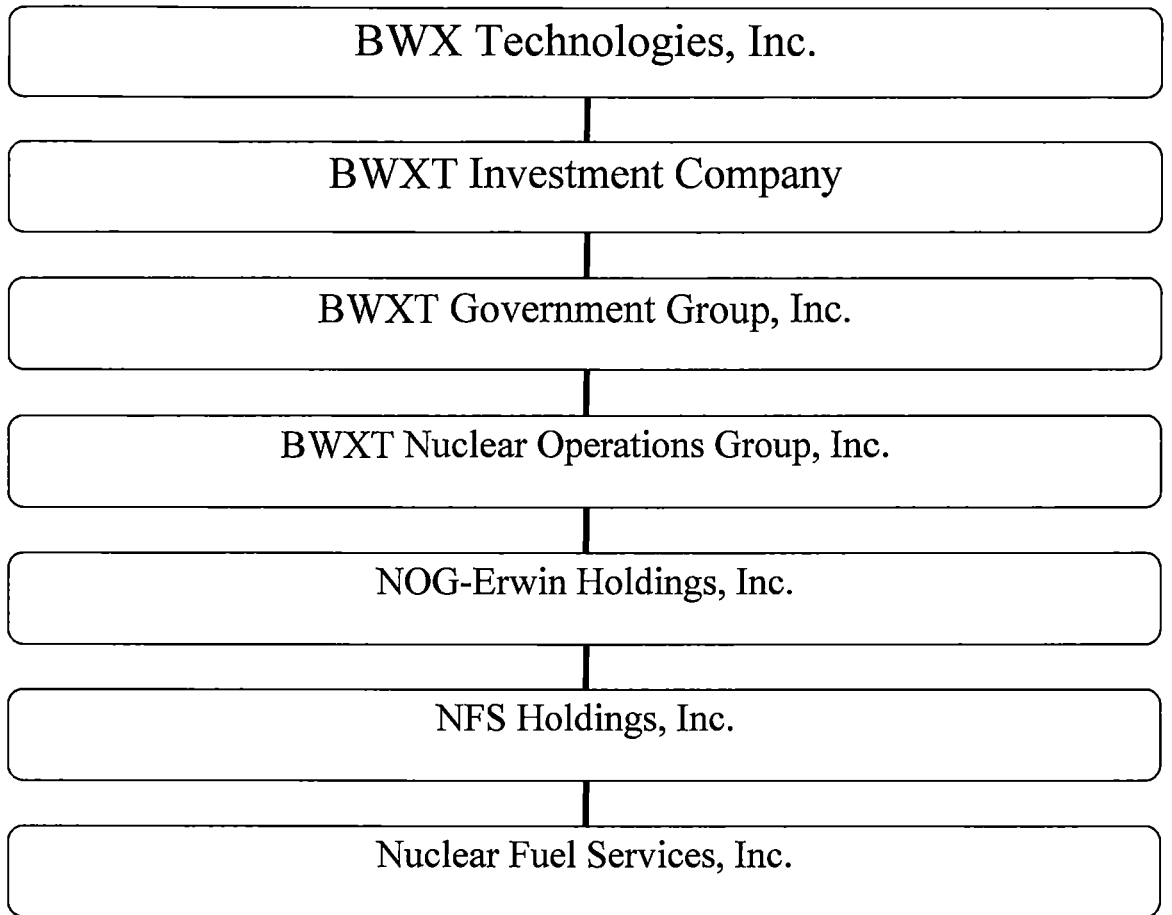 BWX Technologies, Inc.
BWXT Investment Company
BWXT Government Group, Inc.
BWXT Nuclear Operations Group, Inc.
NOG-Erwin Holdings, Inc.
NFS Holdings, Inc.
Nuclear Fuel Services, Inc.